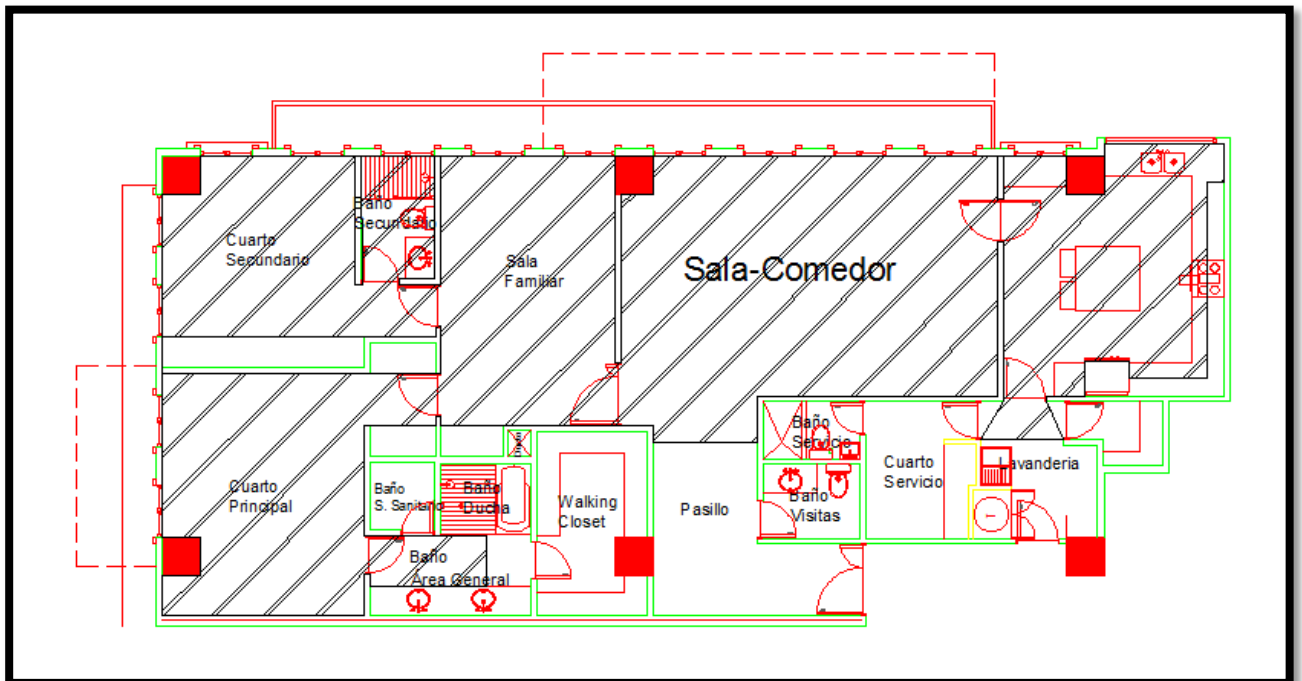 Baño
Secundario
Cuarto
Secundario
Sala
Familiar
Sala-Comedor
Baño
Servicio
Cuarto
Servicio
Lavanderia
Cuarto
Principal
Baño
S. Sanitario
Baño
Ducha
Walking
Closet
Pasillo
Baño
Visitas
Baño
Area General